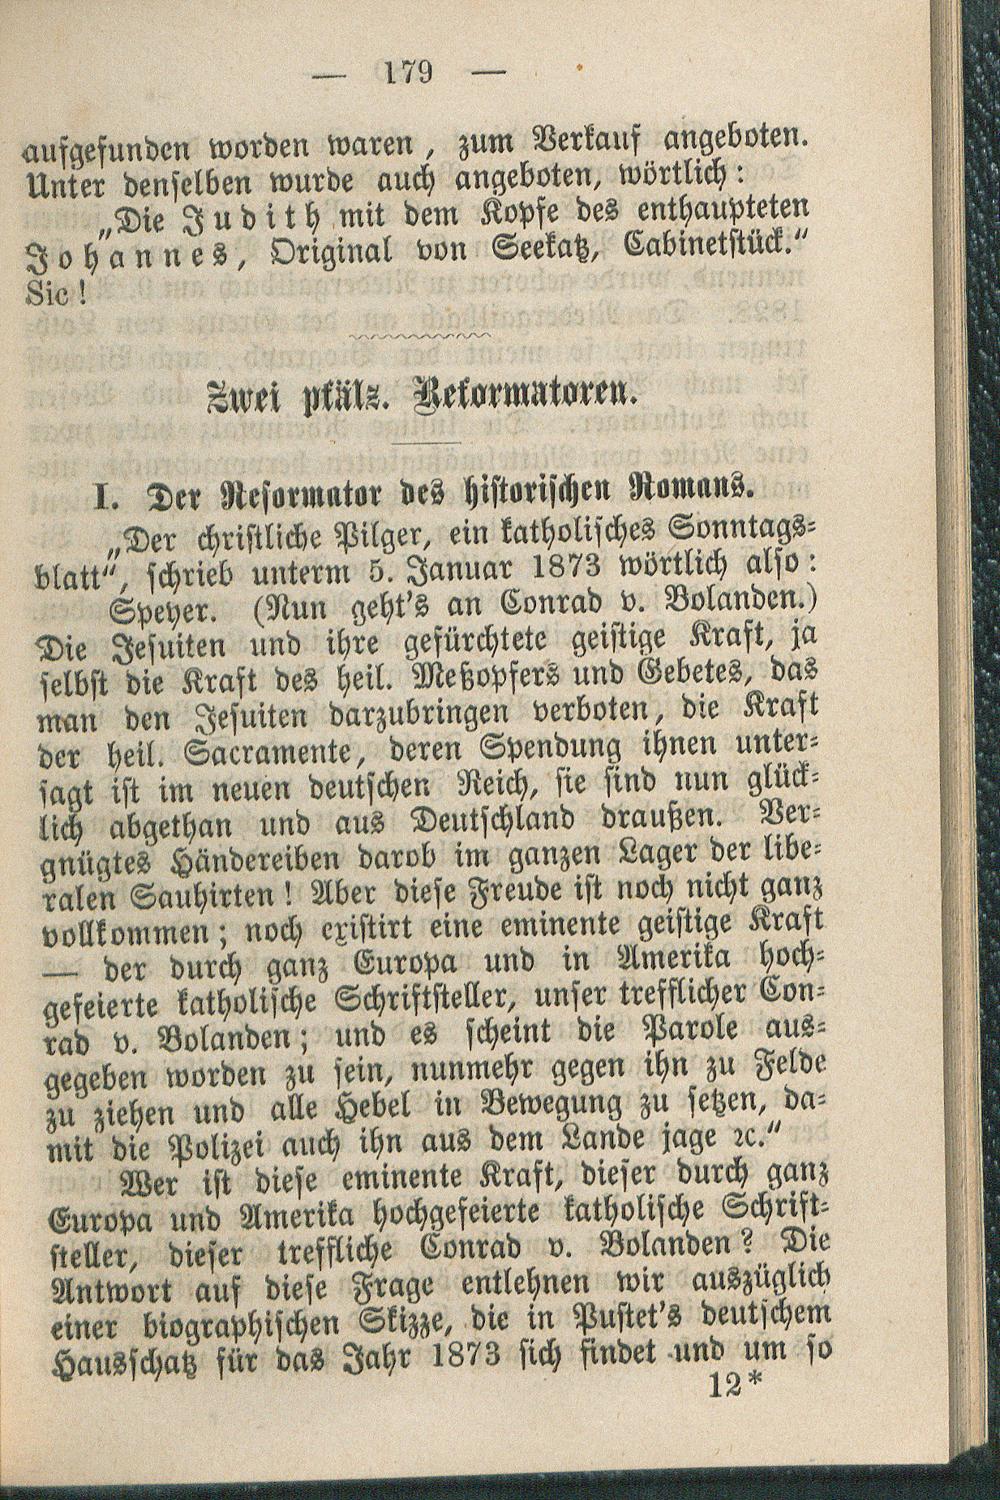 — 179 —
aufgefunden worden waren, zum Verkauf angeboten.
Unter denselben wurde auch angeboten, wörtlich:
„Die Judith mit dem Kopfe des enthaupteten
Johannes, Original von Seekatz, Cabinetstück.“
Sic!
Zwei pfälz. Reformatoren.
I. Der Reformator des historischen Romans.
„Der christliche Pilger, ein katholisches Sonntags-
blatt“, schrieb unterm 5. Januar 1873 wörtlich also:
Speyer. (Nun geht's an Conrad v. Bolanden.)
Die Jesuiten und ihre gefürchtete geistige Kraft, ja
selbst die Kraft des heil. Meßopfers und Gebetes, das
man den Jesuiten darzubringen verboten, die Kraft
der heil. Sacramente, deren Spendung ihnen unter-
sagt ist im neuen deutschen Reich, sie sind nun glück-
lich abgethan und aus Deutschland draußen. Ver-
gnügtes Händereiben darob im ganzen Lager der libe-
ralen Sauhirten! Aber diese Freude ist noch nicht ganz
vollkommen; noch existirt eine eminente geistige Kraft
— der durch ganz Europa und in Amerika hoch-
gefeierte katholische Schriftsteller, unser trefflicher Con-
rad v. Bolanden; und es scheint die Parole aus-
gegeben worden zu sein, nunmehr gegen ihn zu Felde
zu ziehen und alle Hebel in Bewegung zu setzen, da-
mit die Polizei auch ihn aus dem Lande jage ꝛc.“
Wer ist diese eminente Kraft, dieser durch ganz
Europa und Amerika hochgefeierte katholische Schrift-
steller, dieser treffliche Conrad v. Bolanden? Die
Antwort auf diese Frage entlehnen wir auszüglich
einer biographischen Skizze, die in Pustet's deutschem
Hausschatz für das Jahr 1873 sich findet und um so
12*